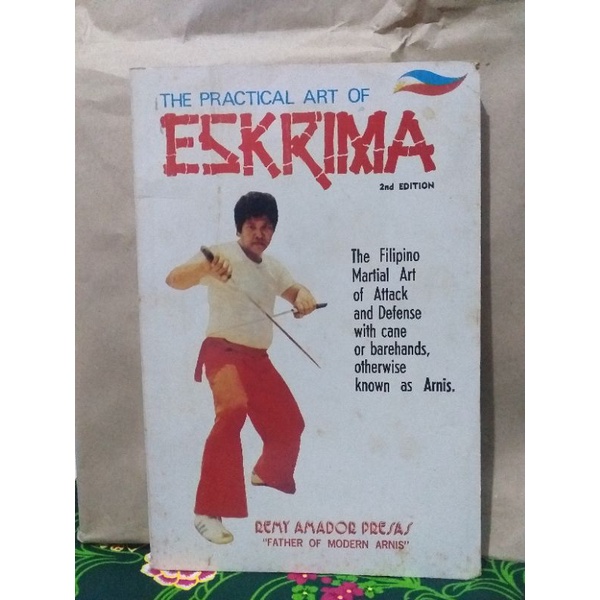 THE PRACTICAL ART OF
ESKRIMA
2nd EDITION
The Filipino
Martial Art
of Attack
and Defense
with cane
or barehands,
otherwise
known as Arnis.
REMY AMADOR PRESAS
"FATHER OF MODERN ARNIS"